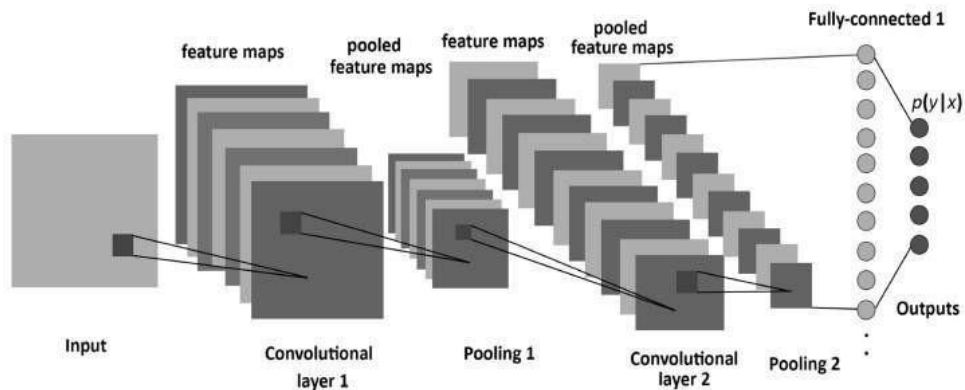 Fully-connected 1
feature maps
pooled
feature maps
feature maps
pooled
feature maps
p(y|x)
Input
Convolutional
layer 1
Pooling 1
Convolutional
layer 2
Pooling 2
Outputs